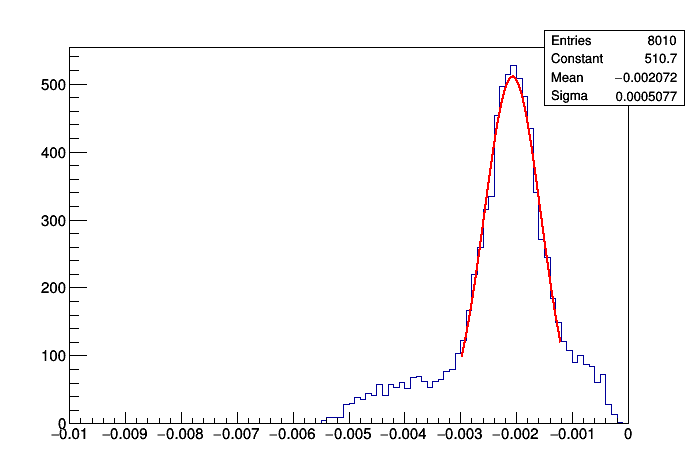 Entries 8010
Constant 510.7
Mean −0.002072
Sigma 0.0005077
500
400
300
200
100
0
−0.01 −0.009 −0.008 −0.007 −0.006 −0.005 −0.004 −0.003 −0.002 −0.001 0